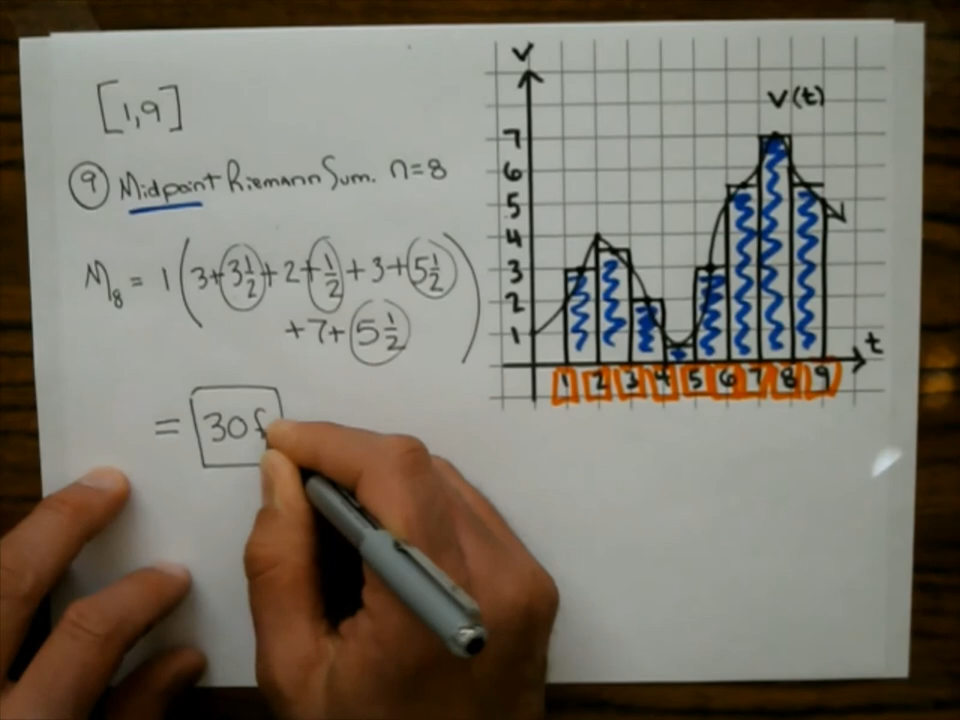 [1,9]
⑨ Midpoint Riemann Sum. n=8
M₈ = 1(3+3½+2+½+3+5½
+7+5½)
= 30f
V
V(t)
7
6
5
4
3
2
1
t
1 2 3 4 5 6 7 8 9